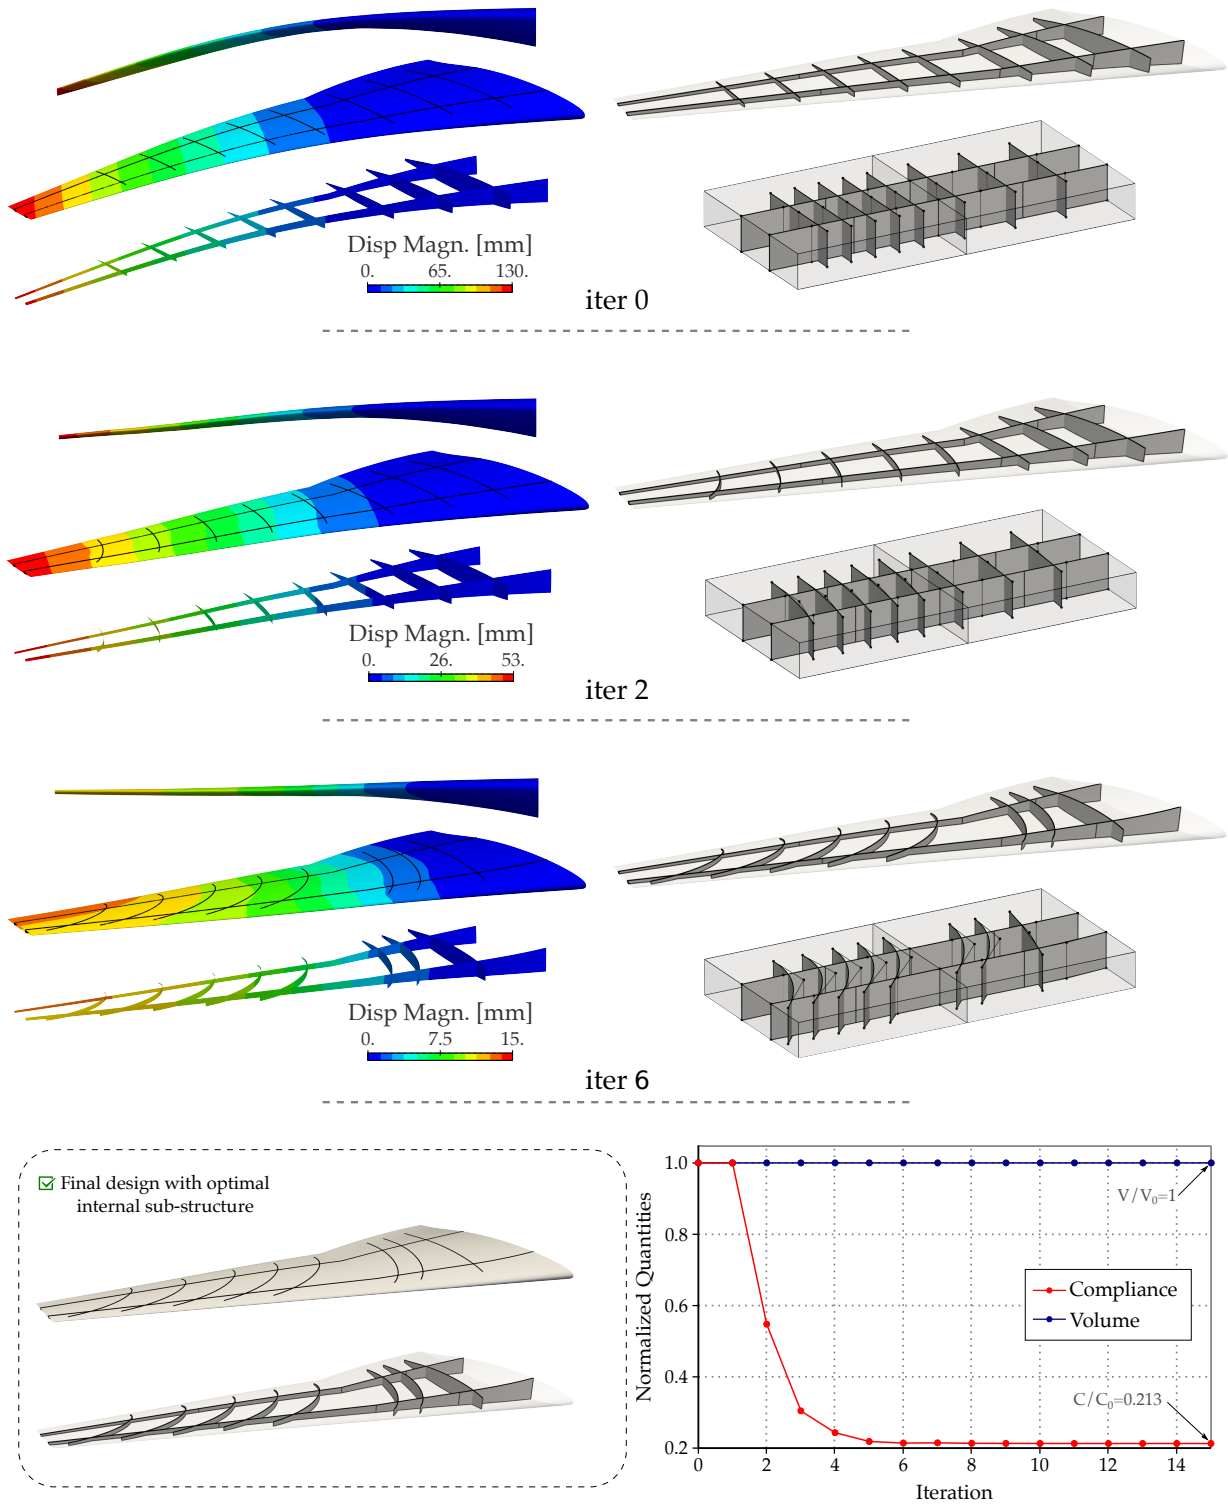 Disp Magn. [mm]
0. 65. 130.
iter 0
Disp Magn. [mm]
0. 26. 53.
iter 2
Disp Magn. [mm]
0. 7.5 15.
iter 6
Final design with optimal
internal sub-structure
Normalized Quantities
1.0
0.8
0.6
0.4
0.2
V/V₀=1
Compliance
Volume
C/C₀=0.213
0 2 4 6 8 10 12 14
Iteration